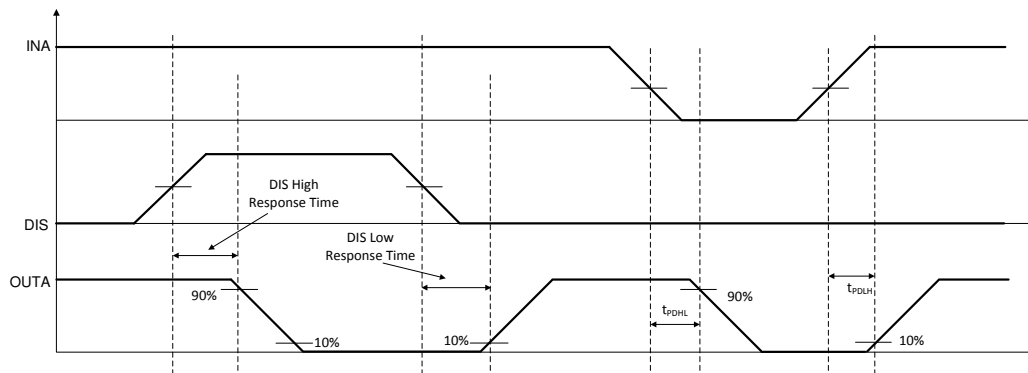 INA
DIS High
Response Time
DIS
DIS Low
Response Time
OUTA
90%
10%
10%
tPDHL
90%
tPDLH
10%